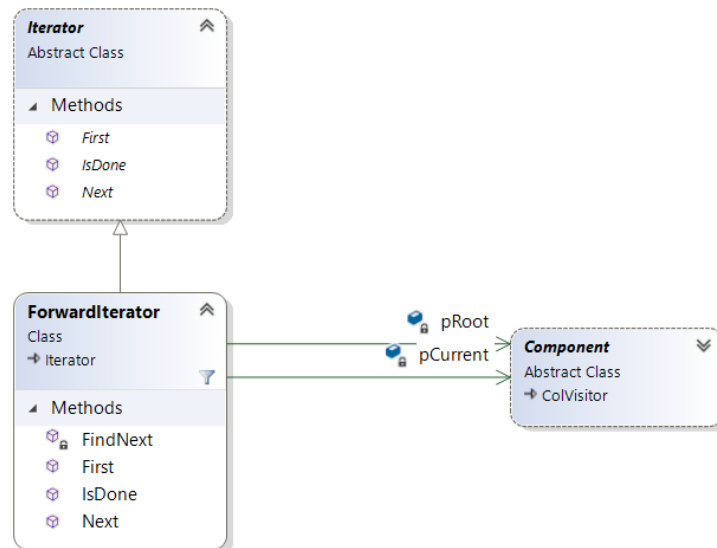 Iterator
Abstract Class
Methods
First
IsDone
Next
ForwardIterator
Class
Iterator
Methods
FindNext
First
IsDone
Next
pRoot
pCurrent
Component
Abstract Class
ColVisitor